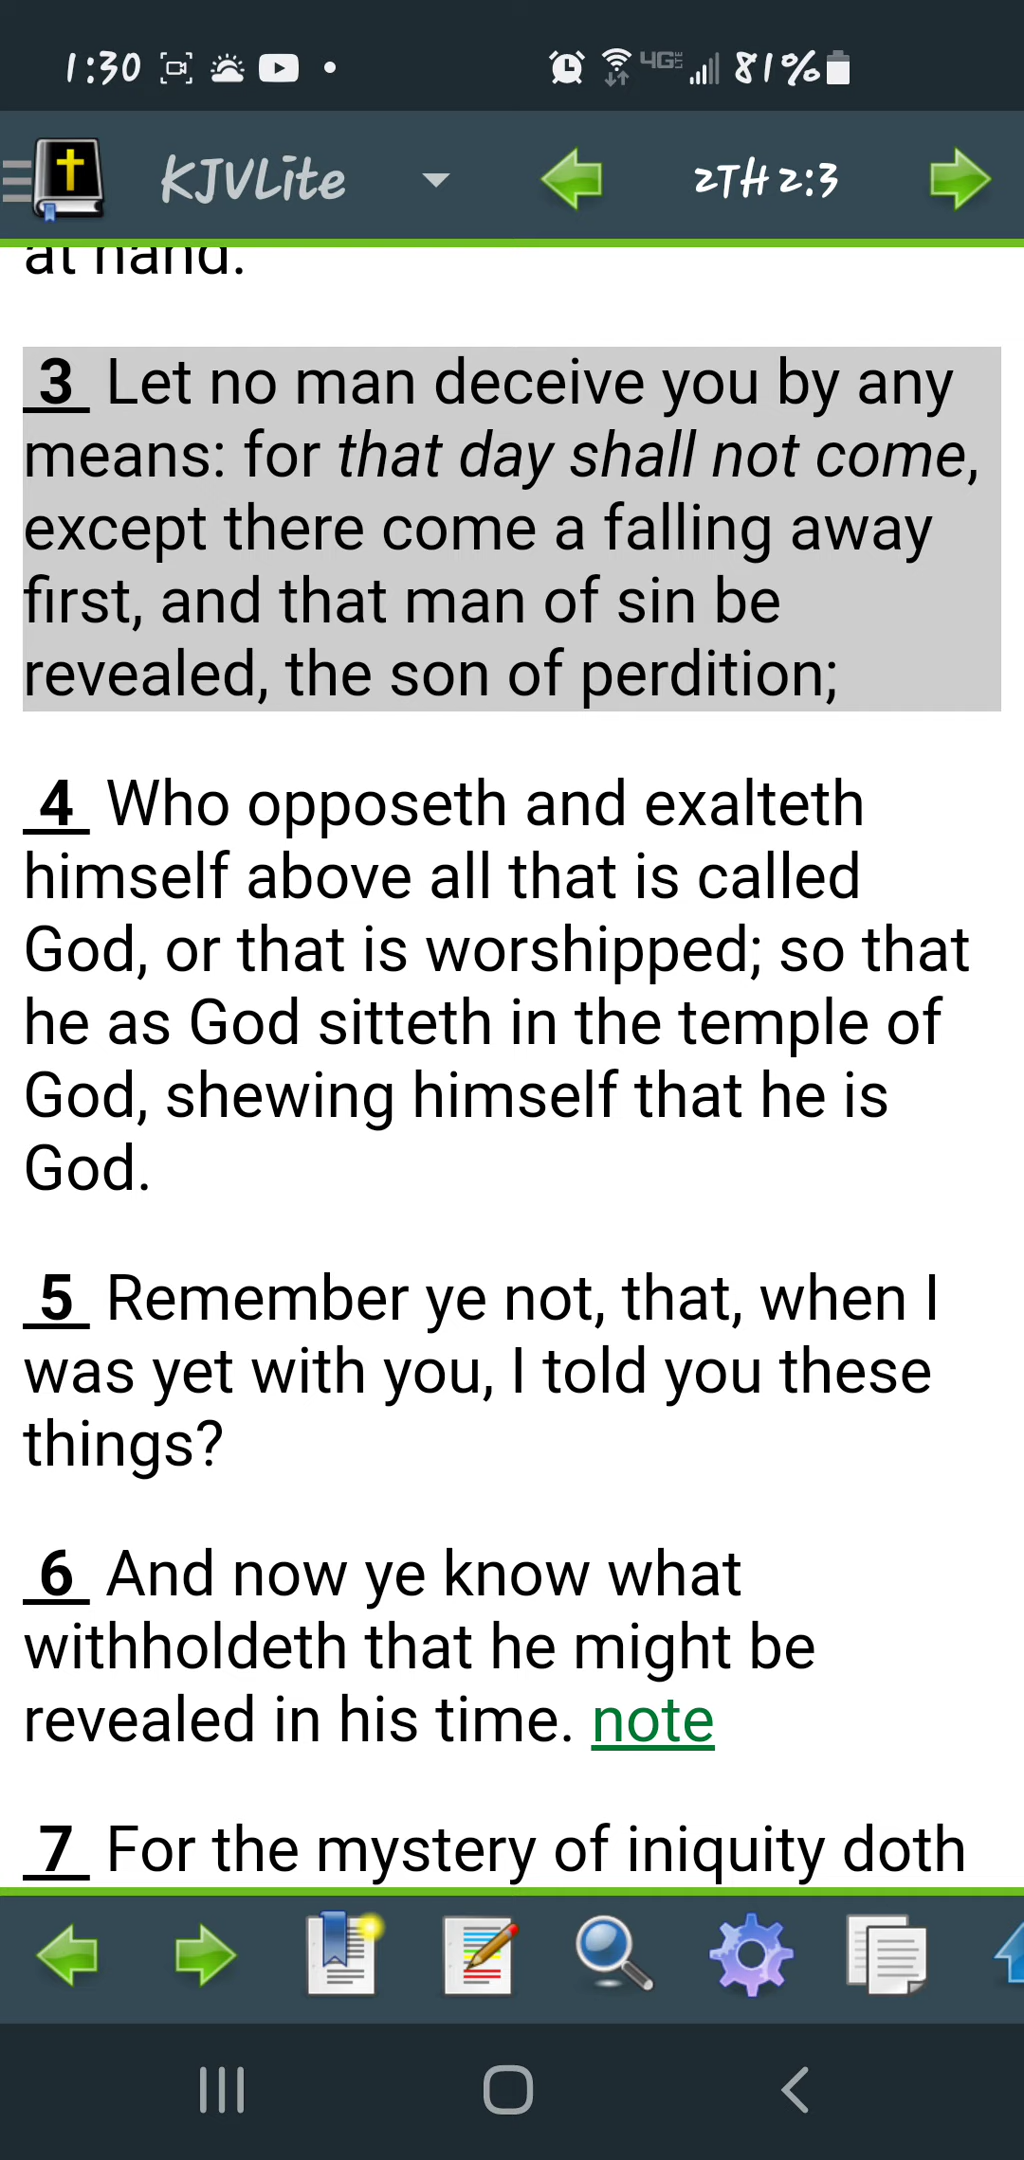 1:30 4GE 81%
KJVLite 2TH 2:3
at hand.
3 Let no man deceive you by any
means: for that day shall not come,
except there come a falling away
first, and that man of sin be
revealed, the son of perdition;
4 Who opposeth and exalteth
himself above all that is called
God, or that is worshipped; so that
he as God sitteth in the temple of
God, shewing himself that he is
God.
5 Remember ye not, that, when I
was yet with you, I told you these
things?
6 And now ye know what
withholdeth that he might be
revealed in his time. note
7 For the mystery of iniquity doth